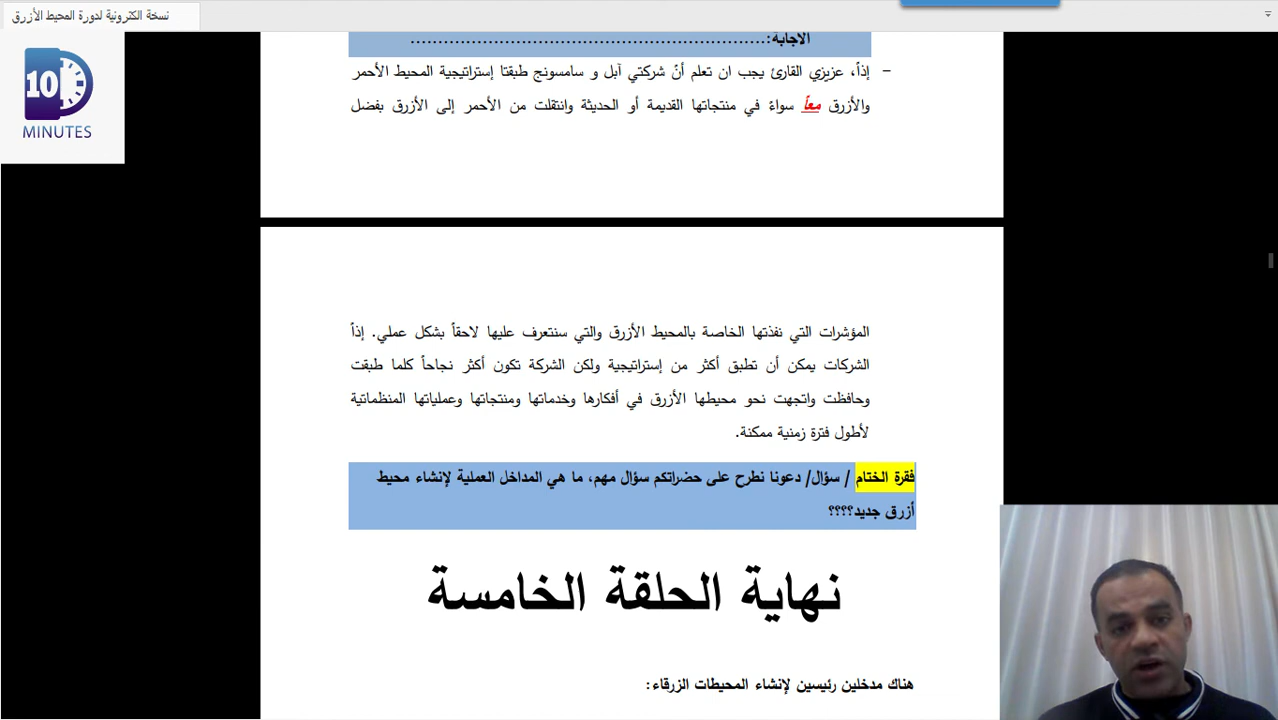 نسخة الكثرونية لدورة المحيط الأزرق
10
MINUTES
الاجابة:................................................................
– إذاً، عزيزي القارئ يجب ان تعلم أنّ شركتي آبل و سامسونج طبقتا إستراتيجية المحيط الأحمر
والأزرق معاً سواءً في منتجاتها القديمة أو الحديثة وانتقلت من الأحمر إلى الأزرق بفضل
المؤشرات التي نفذتها الخاصة بالمحيط الأزرق والتي سنتعرف عليها لاحقاً بشكل عملي. إذاً
الشركات يمكن أن تطبق أكثر من إستراتيجية ولكن الشركة تكون أكثر نجاحاً كلما طبقت
وحافظت واتجهت نحو محيطها الأزرق في أفكارها وخدماتها ومنتجاتها وعملياتها المنظماتية
لأطول فترة زمنية ممكنة.
فقرة الختام / سؤال/ دعونا نطرح على حضراتكم سؤال مهم، ما هي المداخل العملية لإنشاء محيط
أزرق جديد؟؟؟؟
نهاية الحلقة الخامسة
هناك مدخلين رئيسين لإنشاء المحيطات الزرقاء: